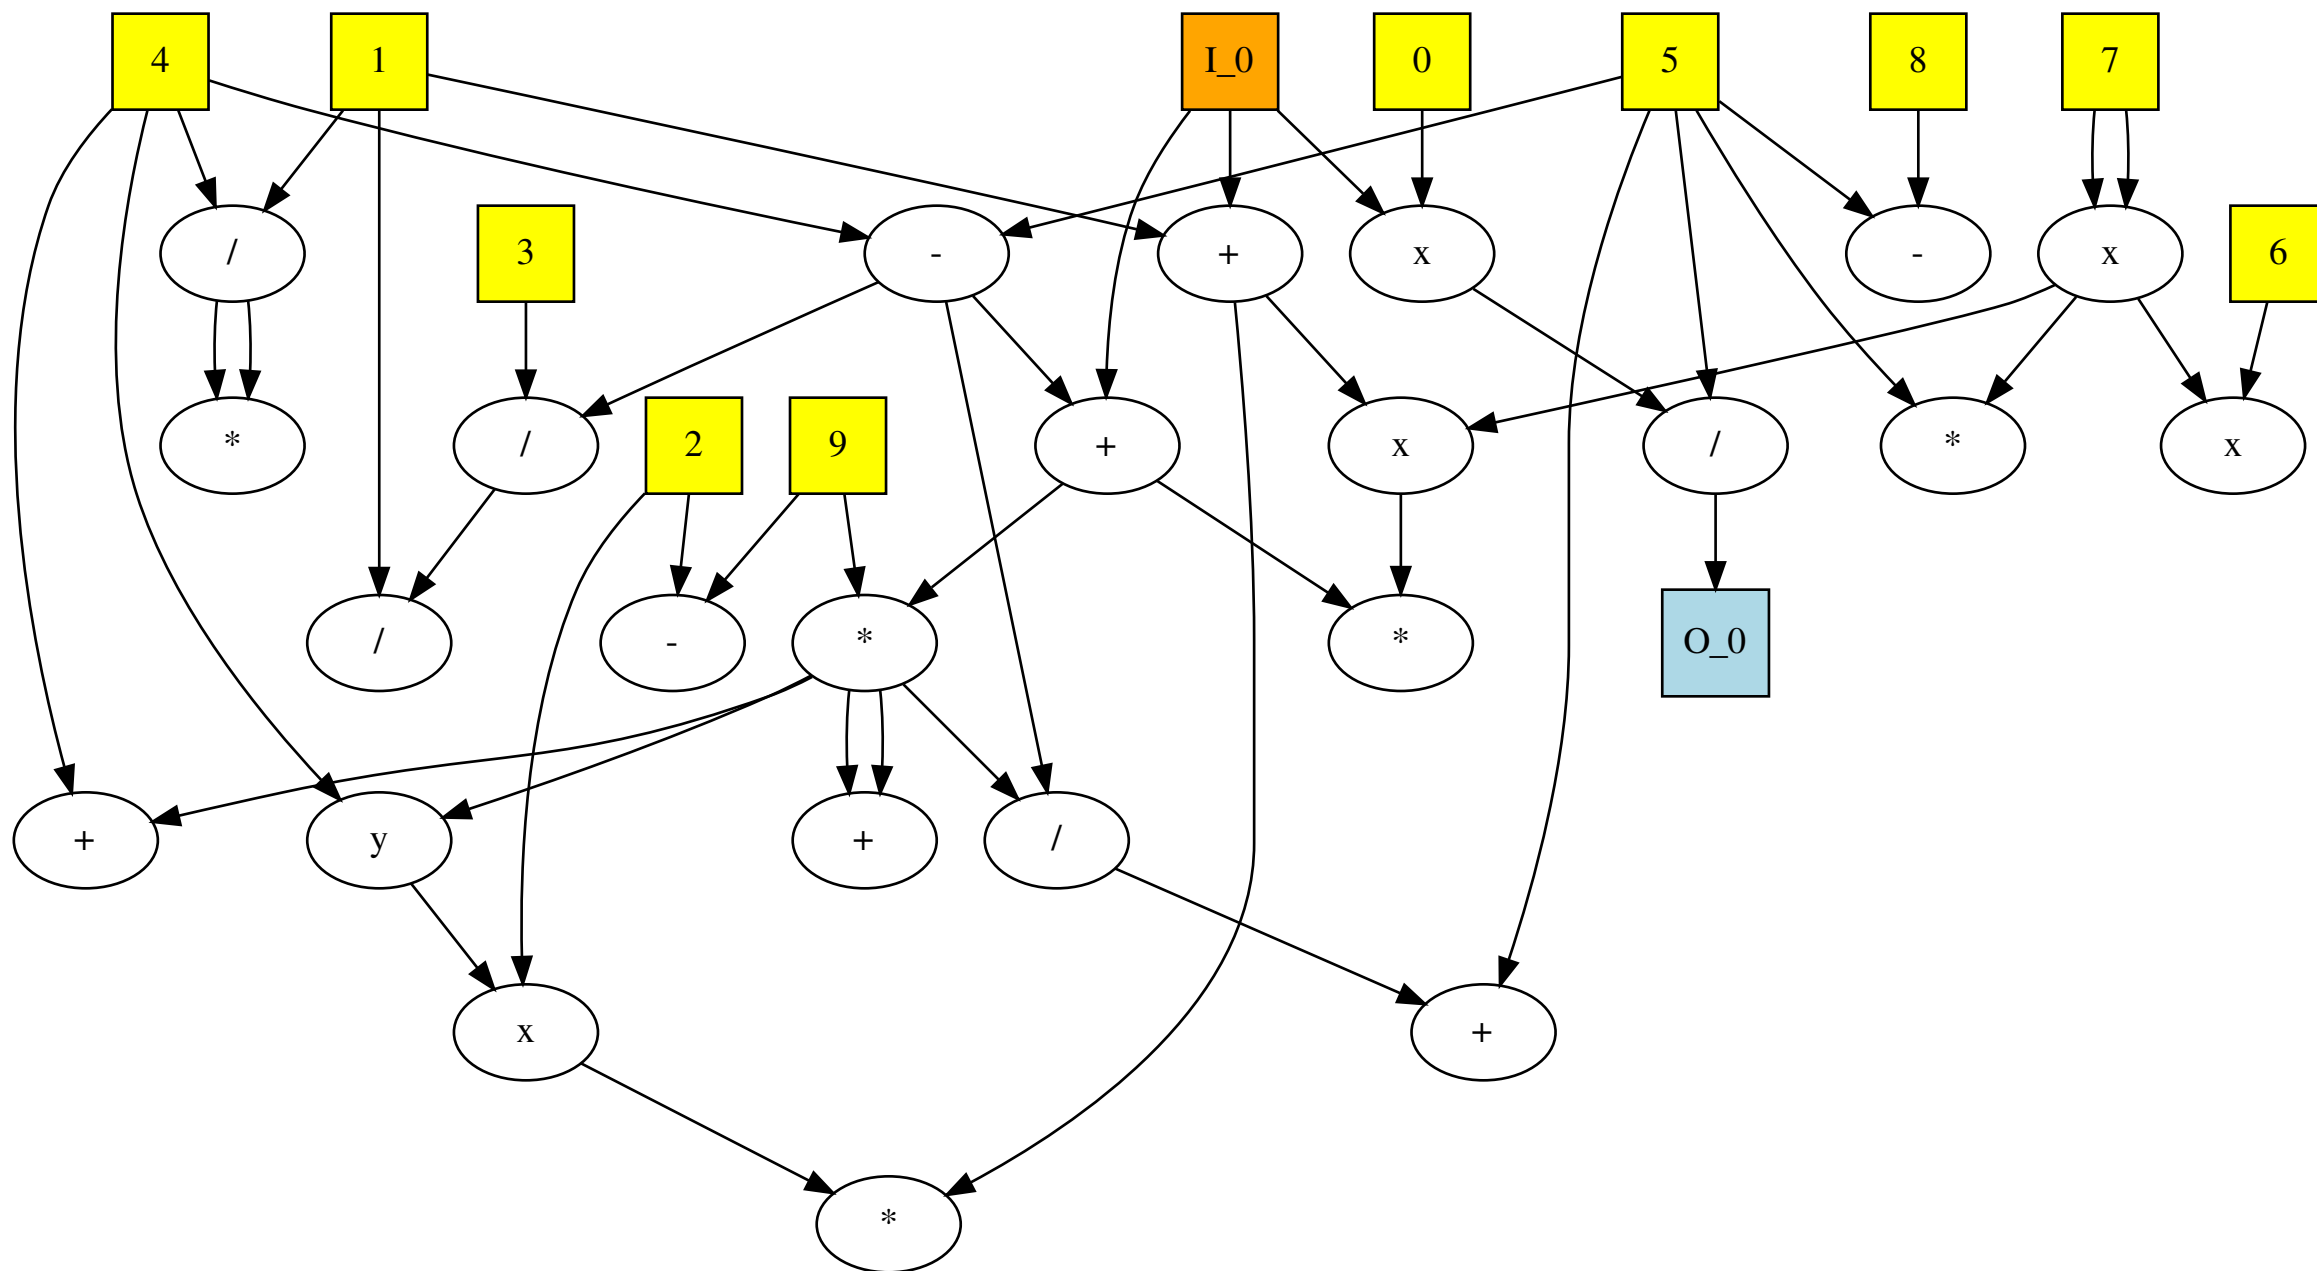 4 1 I_0 0 5 8 7
/ 3 - + x - x 6
* / 2 9 + x / * x
/ - * * O_0
+ y + /
x +
*